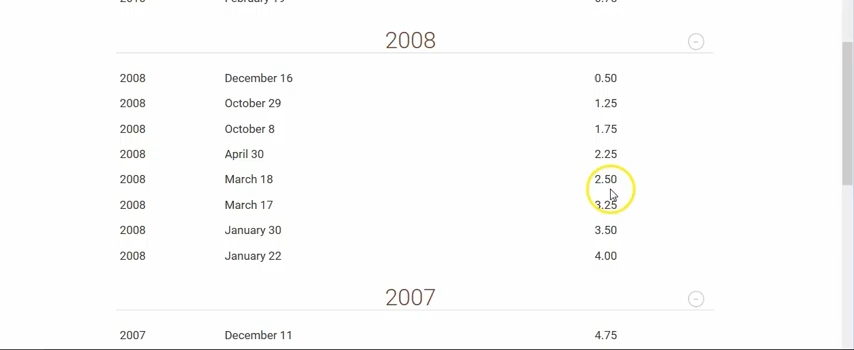 2008
2008 December 16 0.50
2008 October 29 1.25
2008 October 8 1.75
2008 April 30 2.25
2008 March 18 2.50
2008 March 17 3.25
2008 January 30 3.50
2008 January 22 4.00
2007
2007 December 11 4.75